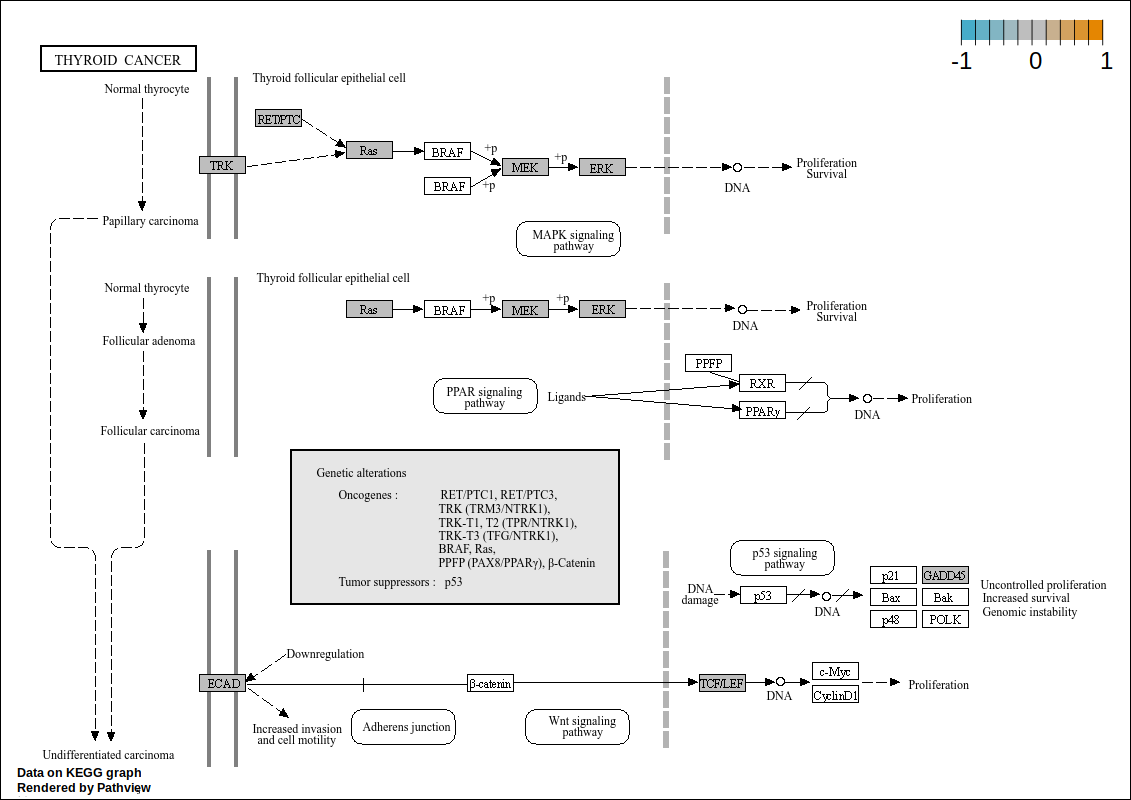 -1 0 1
THYROID CANCER
Thyroid follicular epithelial cell
Normal thyrocyte
RET/PTC
Ras
BRAF
+p
TRK
MEK
+p
ERK
BRAF
+p
DNA
Proliferation
Survival
Papillary carcinoma
MAPK signaling
pathway
Thyroid follicular epithelial cell
Normal thyrocyte
Ras
BRAF
+p
MEK
+p
ERK
DNA
Proliferation
Survival
Follicular adenoma
PPFP
RXR
PPAR signaling
pathway
Ligands
PPARγ
DNA
Proliferation
Follicular carcinoma
Genetic alterations
Oncogenes : RET/PTC1, RET/PTC3,
TRK (TRM3/NTRK1),
TRK-T1, T2 (TPR/NTRK1),
TRK-T3 (TFG/NTRK1),
BRAF, Ras,
PPFP (PAX8/PPARγ), β-Catenin
Tumor suppressors : p53
p53 signaling
pathway
DNA
damage
p53
DNA
p21 GADD45
Bax Bak
p48 POLK
Uncontrolled proliferation
Increased survival
Genomic instability
Downregulation
ECAD
β-catenin
TCF/LEF
DNA
c-Myc
CyclinD1
Proliferation
Increased invasion
and cell motility
Adherens junction
Wnt signaling
pathway
Undifferentiated carcinoma
Data on KEGG graph
Rendered by Pathview